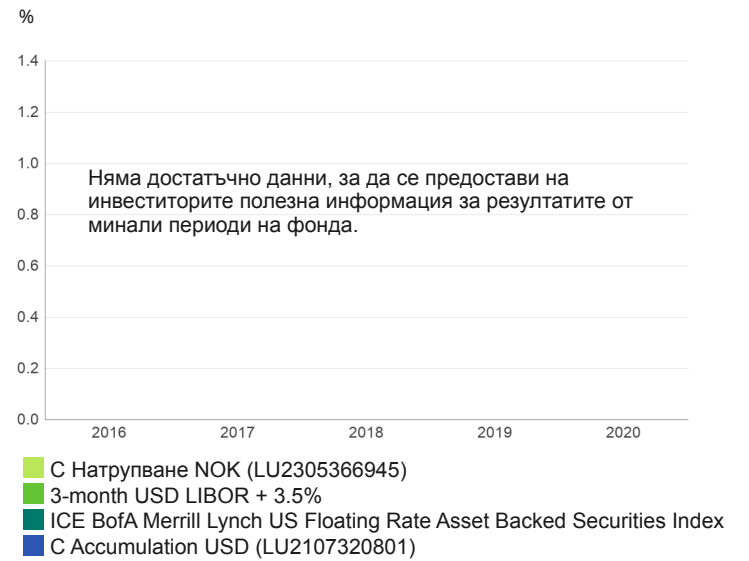 %
1.4
1.2
1.0
Няма достатъчно данни, за да се предостави на
инвеститорите полезна информация за резултатите от
0.8
минали периоди на фонда.
0.6
0.4
0.2
0.0
2016 2017 2018 2019 2020
C Натрупване NOK (LU2305366945)
3-month USD LIBOR + 3.5%
ICE BofA Merrill Lynch US Floating Rate Asset Backed Securities Index
C Accumulation USD (LU2107320801)